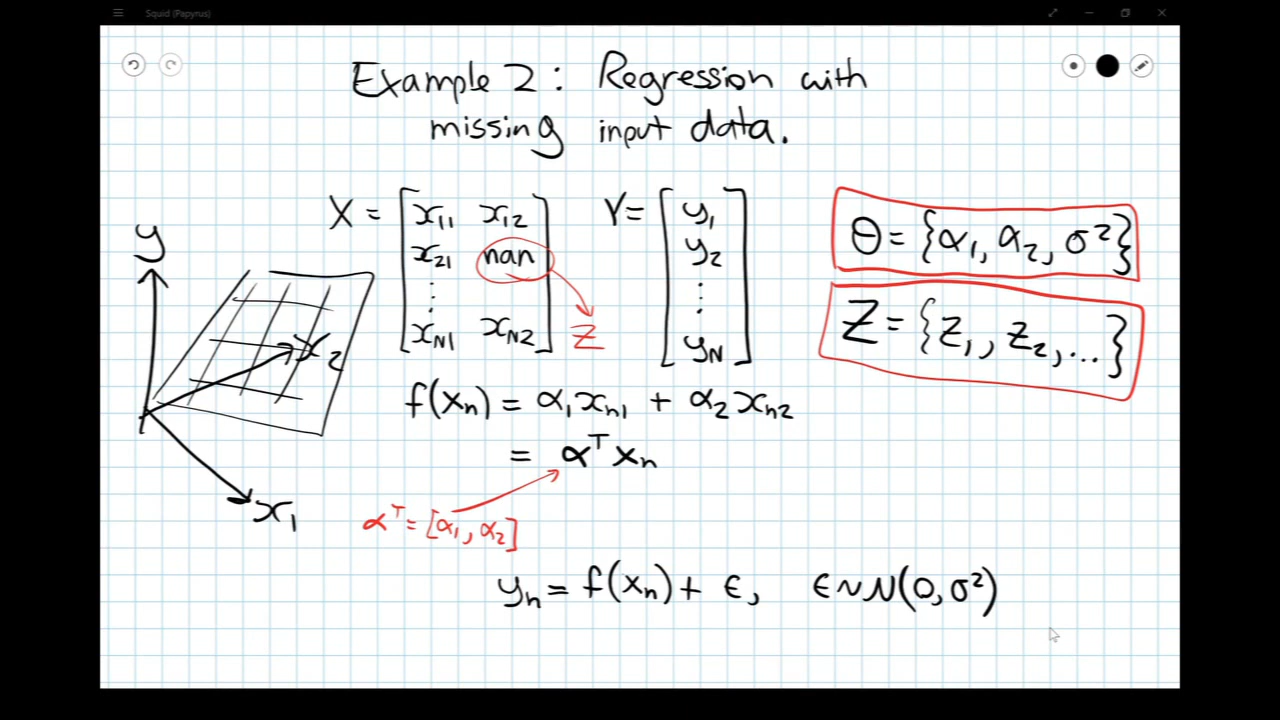 Squid (Papyrus)
Example 2: Regression with
missing input data.
X = [x11 x12
x21 nan
⋮
xN1 xN2]
Z
Y = [y1
y2
⋮
yN]
Θ = {α1, α2, σ²}
Z = {Z1, Z2, ...}
y
x2
x1
f(xn) = α1xn1 + α2xn2
= αᵀxn
αᵀ = [α1, α2]
yn = f(xn) + ϵ, ϵ ~ N(0, σ²)